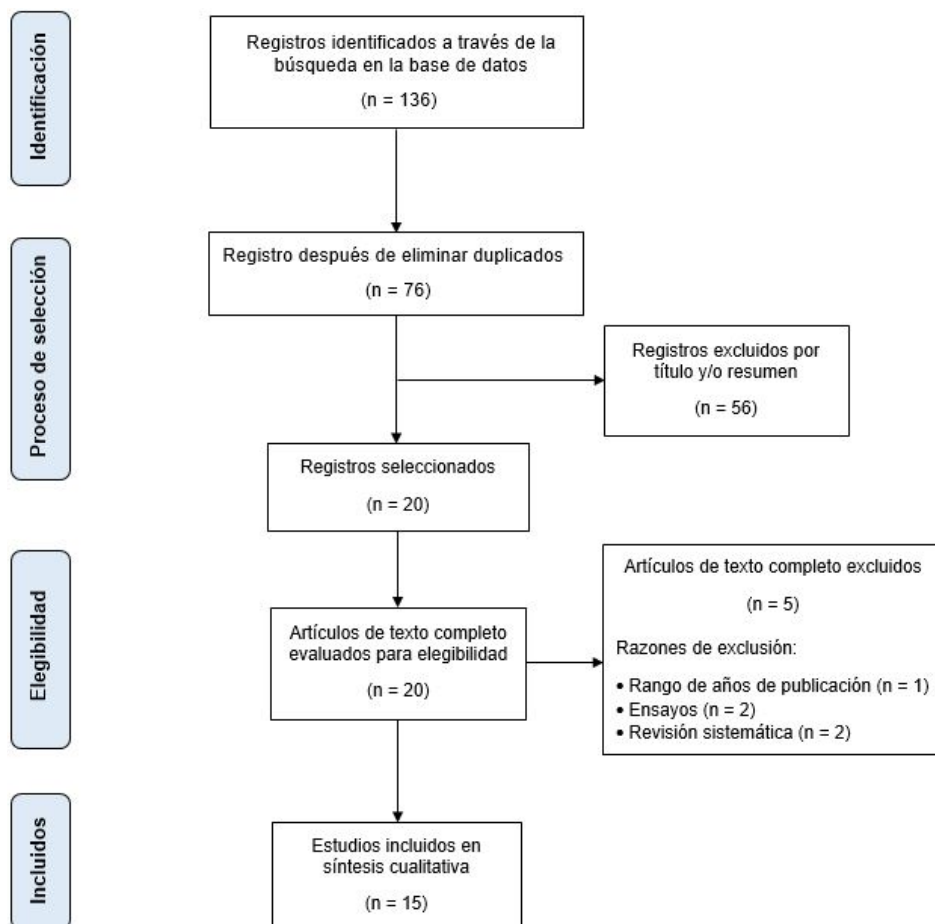 Identificación
Registros identificados a través de la
búsqueda en la base de datos
(n = 136)
Proceso de selección
Registro después de eliminar duplicados
(n = 76)
Registros excluidos por
título y/o resumen
(n = 56)
Registros seleccionados
(n = 20)
Elegibilidad
Artículos de texto completo
evaluados para elegibilidad
(n = 20)
Artículos de texto completo excluidos
(n = 5)
Razones de exclusión:
• Rango de años de publicación (n = 1)
• Ensayos (n = 2)
• Revisión sistemática (n = 2)
Incluidos
Estudios incluidos en
síntesis cualitativa
(n = 15)